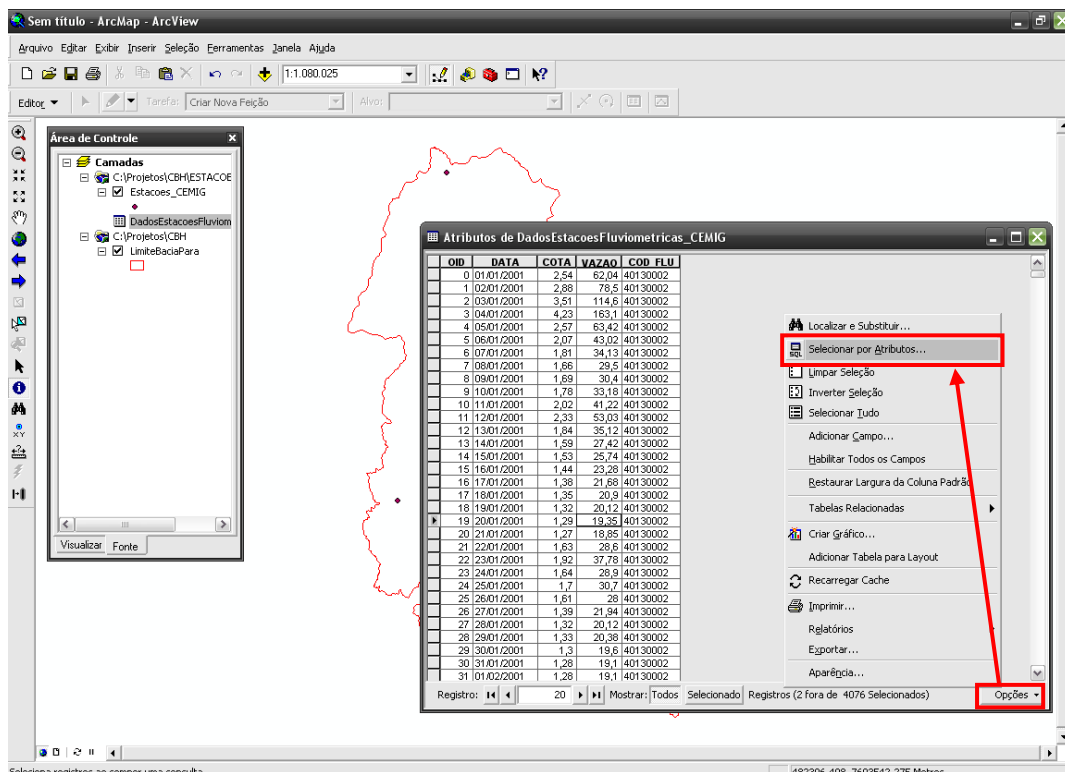 Sem título - ArcMap - ArcView
Arquivo Editar Exibir Inserir Seleção Ferramentas Janela Ajuda
1:1.080.025
Editor Tarefa: Criar Nova Feição Alvo:
Área de Controle
Camadas
C:\Projetos\CBH\ESTACOE
Estacoes_CEMIG
DadosEstacoesFluviom
C:\Projetos\CBH
LimiteBaciaPara
Visualizar Fonte
Atributos de DadosEstacoesFluviometricas_CEMIG
OID DATA COTA VAZAO COD_FLU
0 01/01/2001 2,54 62,04 40130002
1 02/01/2001 2,88 78,5 40130002
2 03/01/2001 3,51 114,6 40130002
3 04/01/2001 4,23 163,1 40130002
4 05/01/2001 2,57 63,42 40130002
5 06/01/2001 2,07 43,02 40130002
6 07/01/2001 1,81 34,13 40130002
7 08/01/2001 1,66 29,5 40130002
8 09/01/2001 1,69 30,4 40130002
9 10/01/2001 1,78 33,18 40130002
10 11/01/2001 2,02 41,22 40130002
11 12/01/2001 2,33 53,03 40130002
12 13/01/2001 1,84 35,12 40130002
13 14/01/2001 1,59 27,42 40130002
14 15/01/2001 1,53 25,74 40130002
15 16/01/2001 1,44 23,28 40130002
16 17/01/2001 1,38 21,68 40130002
17 18/01/2001 1,35 20,9 40130002
18 19/01/2001 1,32 20,12 40130002
19 20/01/2001 1,29 19,35 40130002
20 21/01/2001 1,27 18,85 40130002
21 22/01/2001 1,63 28,6 40130002
22 23/01/2001 1,92 37,78 40130002
23 24/01/2001 1,64 28,9 40130002
24 25/01/2001 1,7 30,7 40130002
25 26/01/2001 1,61 28 40130002
26 27/01/2001 1,39 21,94 40130002
27 28/01/2001 1,32 20,12 40130002
28 29/01/2001 1,33 20,38 40130002
29 30/01/2001 1,3 19,6 40130002
30 31/01/2001 1,28 19,1 40130002
31 01/02/2001 1,28 19,1 40130002
Localizar e Substituir...
SQL Selecionar por Atributos...
Limpar Seleção
Inverter Seleção
Selecionar Tudo
Adicionar Campo...
Habilitar Todos os Campos
Restaurar Largura da Coluna Padrão
Tabelas Relacionadas
Criar Gráfico...
Adicionar Tabela para Layout
Recarregar Cache
Imprimir...
Relatórios
Exportar...
Aparência...
Registro: 20 Mostrar: Todos Selecionado Registros (2 fora de 4076 Selecionados) Opções
Seleciona registros ao compor uma consulta